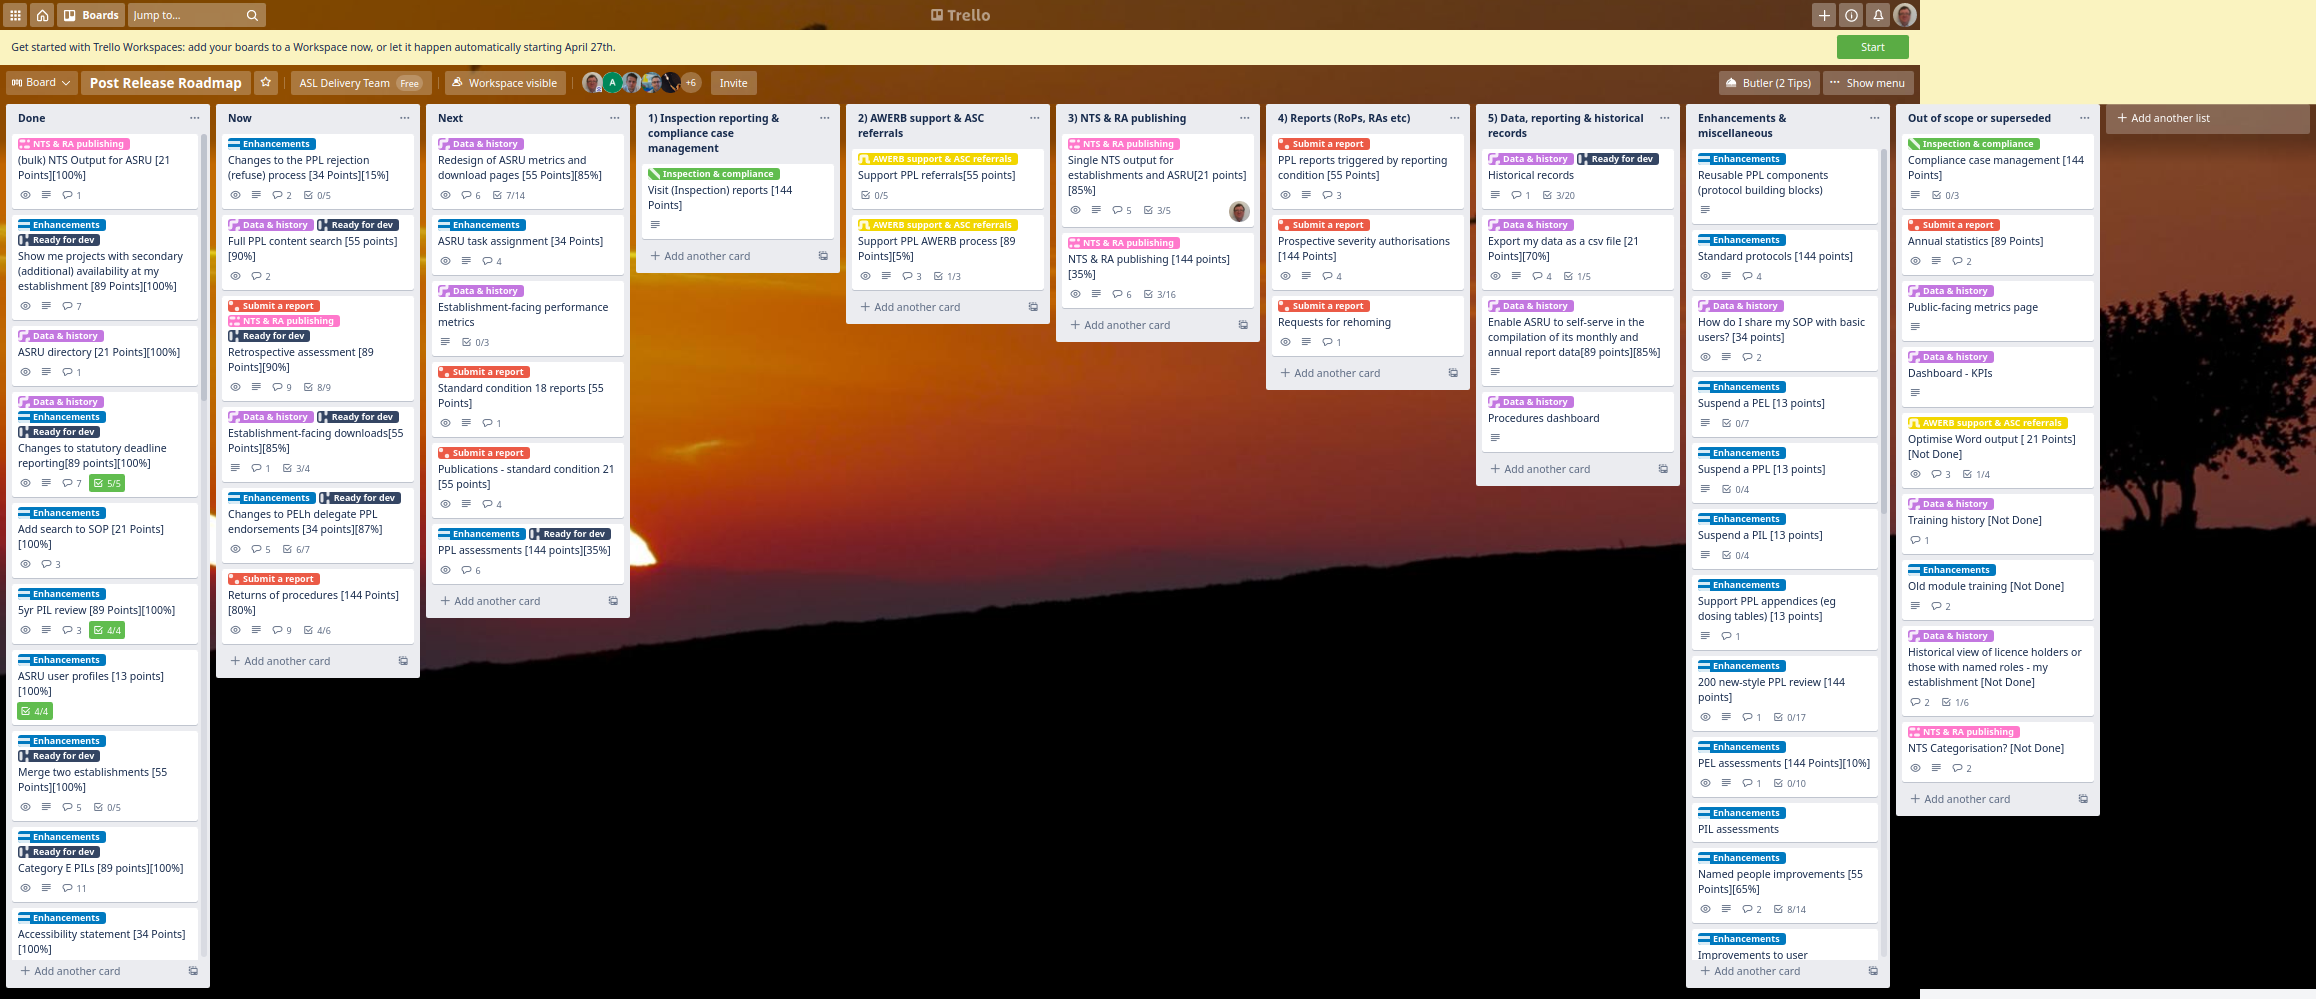 Boards
Jump to...
Trello
Get started with Trello Workspaces: add your boards to a Workspace now, or let it happen automatically starting April 27th.
Start
Board
Post Release Roadmap
ASL Delivery Team Free
Workspace visible
A
+6
Invite
Butler (2 Tips)
Show menu
Done
NTS & RA publishing
(bulk) NTS Output for ASRU [21
Points][100%]
1
Enhancements
Ready for dev
Show me projects with secondary
(additional) availability at my
establishment [89 Points][100%]
7
Data & history
ASRU directory [21 Points][100%]
1
Data & history
Enhancements
Ready for dev
Changes to statutory deadline
reporting[89 points][100%]
7 5/5
Enhancements
Add search to SOP [21 Points]
[100%]
3
Enhancements
5yr PIL review [89 Points][100%]
3 4/4
Enhancements
ASRU user profiles [13 points]
[100%]
4/4
Enhancements
Ready for dev
Merge two establishments [55
Points][100%]
5 0/5
Enhancements
Ready for dev
Category E PILs [89 points][100%]
11
Enhancements
Accessibility statement [34 Points]
[100%]
Add another card
Now
Enhancements
Changes to the PPL rejection
(refuse) process [34 Points][15%]
2 0/5
Data & history Ready for dev
Full PPL content search [55 points]
[90%]
2
Submit a report
NTS & RA publishing
Ready for dev
Retrospective assessment [89
Points][90%]
9 8/9
Data & history Ready for dev
Establishment-facing downloads[55
Points][85%]
1 3/4
Enhancements Ready for dev
Changes to PELh delegate PPL
endorsements [34 points][87%]
5 6/7
Submit a report
Returns of procedures [144 Points]
[80%]
9 4/6
Add another card
Next
Data & history
Redesign of ASRU metrics and
download pages [55 Points][85%]
6 7/14
Enhancements
ASRU task assignment [34 Points]
4
Data & history
Establishment-facing performance
metrics
0/3
Submit a report
Standard condition 18 reports [55
Points]
1
Submit a report
Publications - standard condition 21
[55 points]
4
Enhancements Ready for dev
PPL assessments [144 points][35%]
6
Add another card
1) Inspection reporting &
compliance case
management
Inspection & compliance
Visit (Inspection) reports [144
Points]
Add another card
2) AWERB support & ASC
referrals
AWERB support & ASC referrals
Support PPL referrals[55 points]
0/5
AWERB support & ASC referrals
Support PPL AWERB process [89
Points][5%]
3 1/3
Add another card
3) NTS & RA publishing
NTS & RA publishing
Single NTS output for
establishments and ASRU[21 points]
[85%]
5 3/5
NTS & RA publishing
NTS & RA publishing [144 points]
[35%]
6 3/16
Add another card
4) Reports (RoPs, RAs etc)
Submit a report
PPL reports triggered by reporting
condition [55 Points]
3
Submit a report
Prospective severity authorisations
[144 Points]
4
Submit a report
Requests for rehoming
1
Add another card
5) Data, reporting & historical
records
Data & history Ready for dev
Historical records
1 3/20
Data & history
Export my data as a csv file [21
Points][70%]
4 1/5
Data & history
Enable ASRU to self-serve in the
compilation of its monthly and
annual report data[89 points][85%]
Data & history
Procedures dashboard
Add another card
Enhancements &
miscellaneous
Enhancements
Reusable PPL components
(protocol building blocks)
Enhancements
Standard protocols [144 points]
4
Data & history
How do I share my SOP with basic
users? [34 points]
2
Enhancements
Suspend a PEL [13 points]
0/7
Enhancements
Suspend a PPL [13 points]
0/4
Enhancements
Suspend a PIL [13 points]
0/4
Enhancements
Support PPL appendices (eg
dosing tables) [13 points]
1
Enhancements
200 new-style PPL review [144
points]
1 0/17
Enhancements
PEL assessments [144 Points][10%]
1 0/10
Enhancements
PIL assessments
Enhancements
Named people improvements [55
Points][65%]
2 8/14
Enhancements
Improvements to user
Add another card
Out of scope or superseded
Inspection & compliance
Compliance case management [144
Points]
0/3
Submit a report
Annual statistics [89 Points]
2
Data & history
Public-facing metrics page
Data & history
Dashboard - KPIs
AWERB support & ASC referrals
Optimise Word output [ 21 Points]
[Not Done]
3 1/4
Data & history
Training history [Not Done]
1
Enhancements
Old module training [Not Done]
2
Data & history
Historical view of licence holders or
those with named roles - my
establishment [Not Done]
2 1/6
NTS & RA publishing
NTS Categorisation? [Not Done]
2
Add another card
Add another list